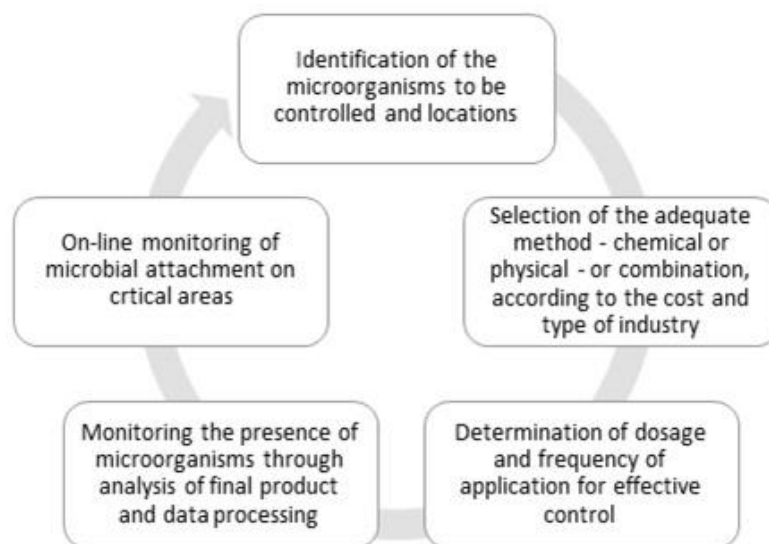 Identification of the
microorganisms to be
controlled and locations
Selection of the adequate
method - chemical or
physical - or combination,
according to the cost and
type of industry
Determination of dosage
and frequency of
application for effective
control
Monitoring the presence of
microorganisms through
analysis of final product
and data processing
On-line monitoring of
microbial attachment on
crtical areas